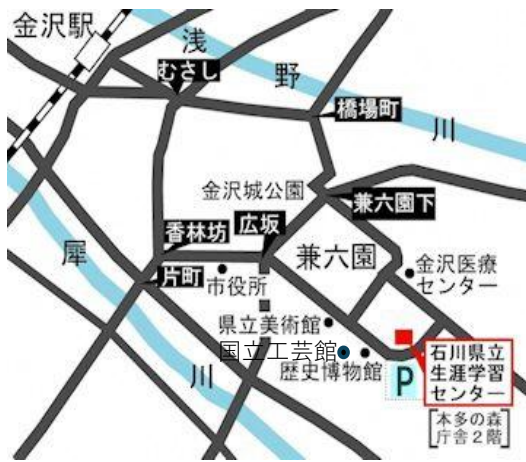 金沢駅
浅
野
川
むさし
橋場町
金沢城公園
兼六園下
広坂
香林坊
兼六園
片町
市役所
金沢医療
センター
犀
川
県立美術館
国立工芸館
歴史博物館
P
石川県立
生涯学習
センター
本多の森
庁舎2階